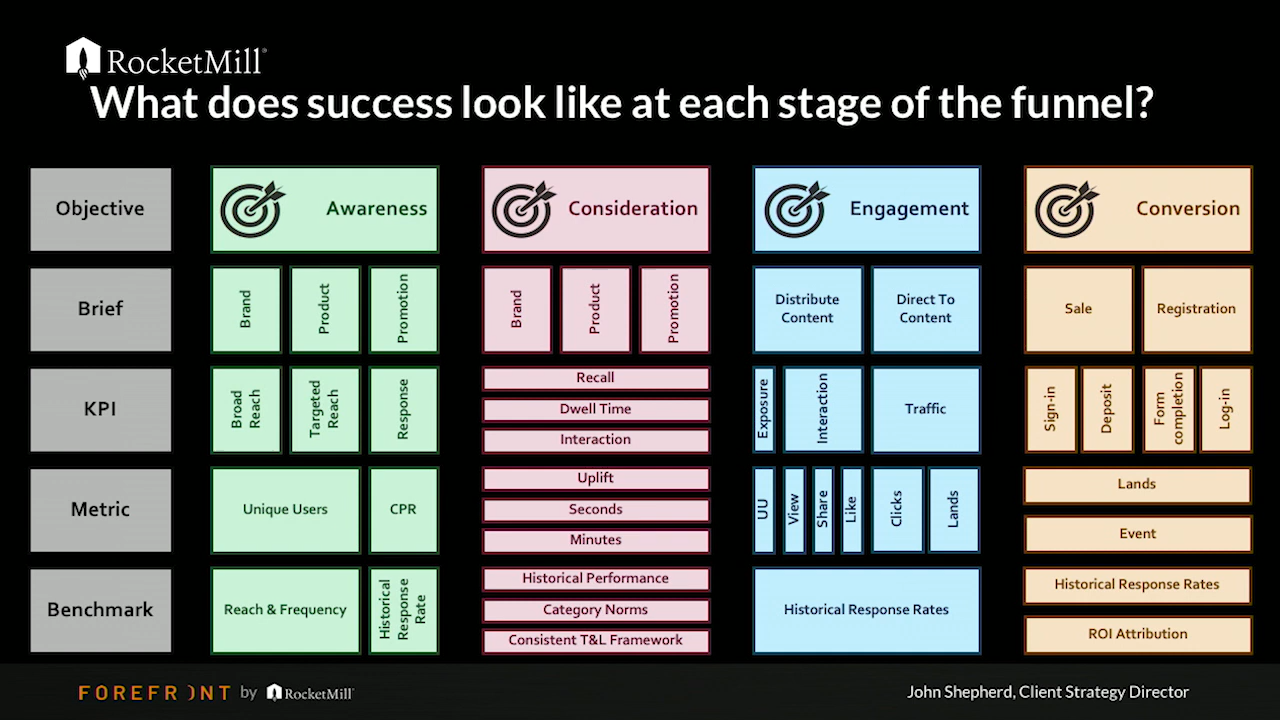 RocketMill®
What does success look like at each stage of the funnel?
Objective
Awareness
Consideration
Engagement
Conversion
Brief
Brand
Product
Promotion
Brand
Product
Promotion
Distribute
Content
Direct To
Content
Sale
Registration
KPI
Broad
Reach
Targeted
Reach
Response
Recall
Dwell Time
Interaction
Exposure
Interaction
Traffic
Sign-in
Deposit
Form
completion
Log-in
Metric
Unique Users
CPR
Uplift
Seconds
Minutes
UU
View
Share
Like
Clicks
Lands
Lands
Event
Benchmark
Reach & Frequency
Historical
Response
Rate
Historical Performance
Category Norms
Consistent T&L Framework
Historical Response Rates
Historical Response Rates
ROI Attribution
FOREFRONT by RocketMill
John Shepherd, Client Strategy Director